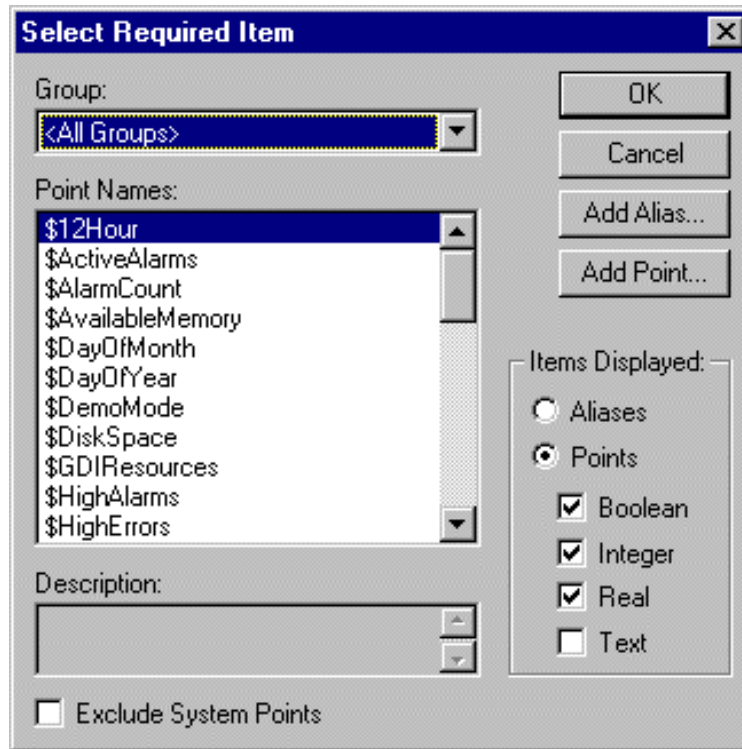 Select Required Item
Group:
<All Groups>
Point Names:
$12Hour
$ActiveAlarms
$AlarmCount
$AvailableMemory
$DayOfMonth
$DayOfYear
$DemoMode
$DiskSpace
$GDIResources
$HighAlarms
$HighErrors
Description:
Exclude System Points
OK
Cancel
Add Alias...
Add Point...
Items Displayed:
Aliases
Points
Boolean
Integer
Real
Text